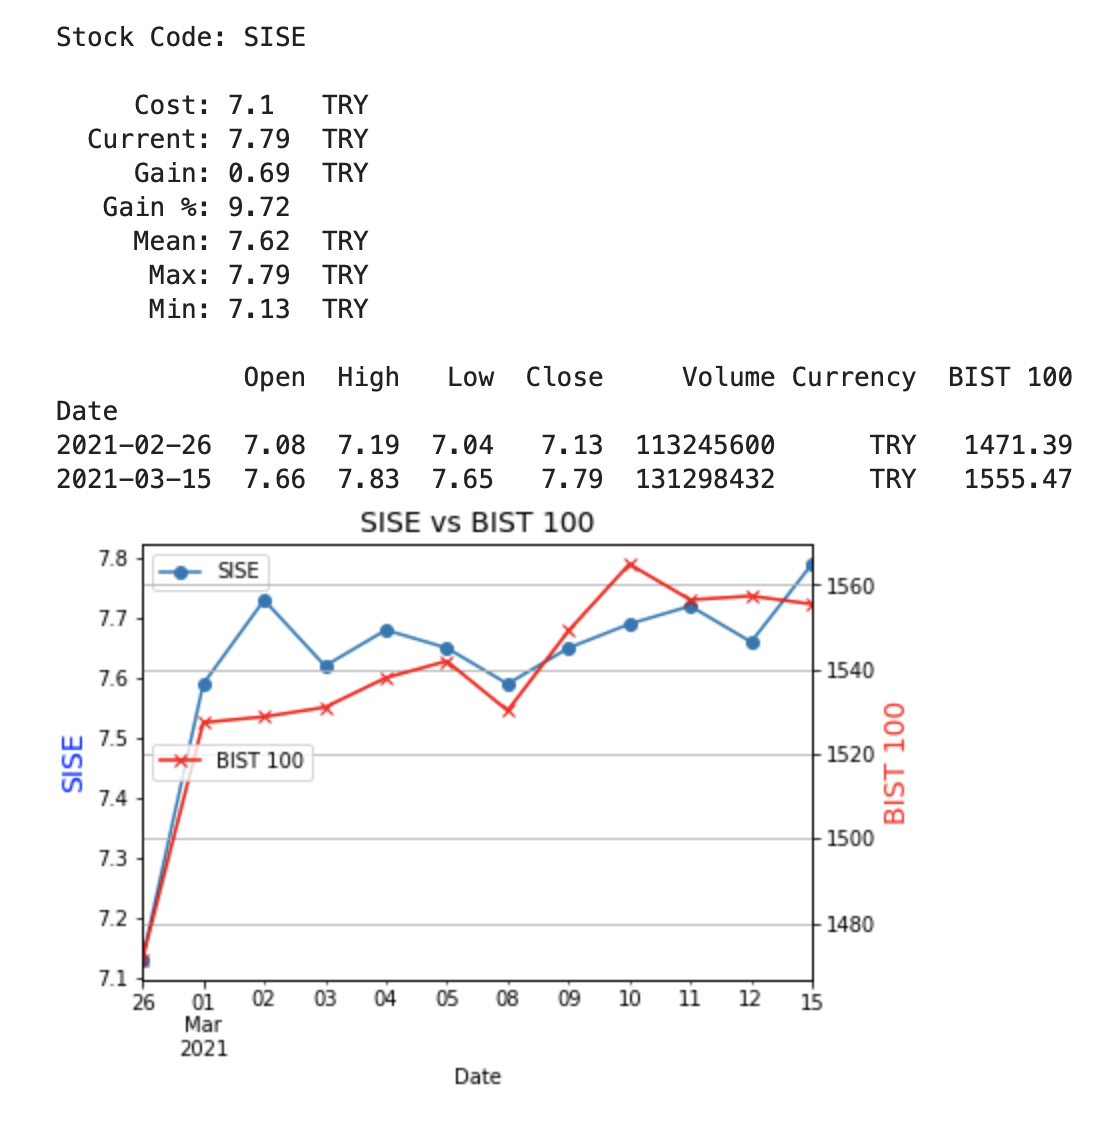 Stock Code: SISE
Cost: 7.1 TRY
Current: 7.79 TRY
Gain: 0.69 TRY
Gain %: 9.72
Mean: 7.62 TRY
Max: 7.79 TRY
Min: 7.13 TRY
Open High Low Close Volume Currency BIST 100
Date
2021-02-26 7.08 7.19 7.04 7.13 113245600 TRY 1471.39
2021-03-15 7.66 7.83 7.65 7.79 131298432 TRY 1555.47
SISE vs BIST 100
SISE
BIST 100
7.8
7.7
7.6
7.5
7.4
7.3
7.2
7.1
SISE
1560
1540
1520
1500
1480
BIST 100
26 01 02 03 04 05 08 09 10 11 12 15
Mar
2021
Date